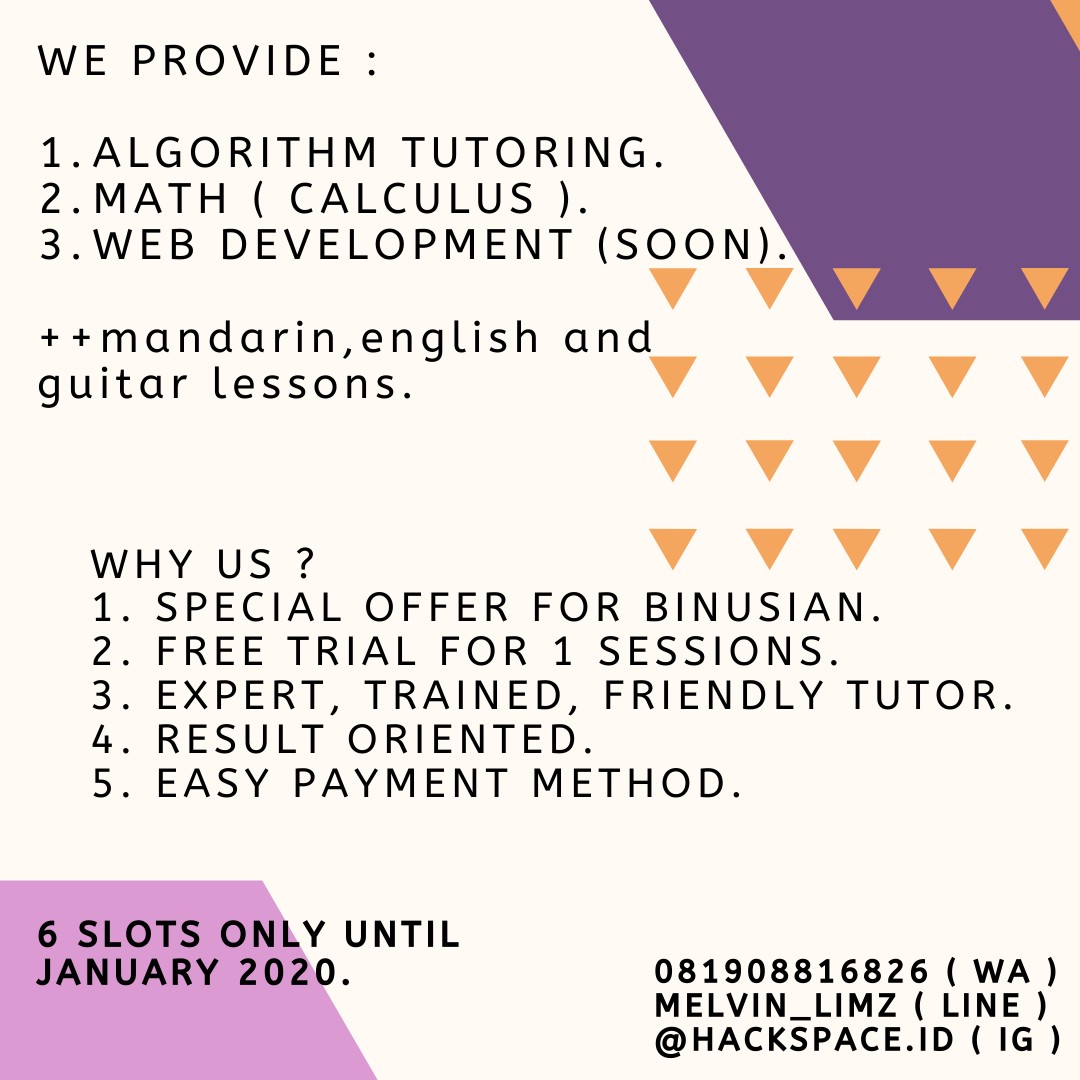 WE PROVIDE :
1. ALGORITHM TUTORING.
2. MATH ( CALCULUS ).
3. WEB DEVELOPMENT (SOON).
++mandarin,english and
guitar lessons.
WHY US ?
1. SPECIAL OFFER FOR BINUSIAN.
2. FREE TRIAL FOR 1 SESSIONS.
3. EXPERT, TRAINED, FRIENDLY TUTOR.
4. RESULT ORIENTED.
5. EASY PAYMENT METHOD.
6 SLOTS ONLY UNTIL
JANUARY 2020.
081908816826 ( WA )
MELVIN_LIMZ ( LINE )
@HACKSPACE.ID ( IG )